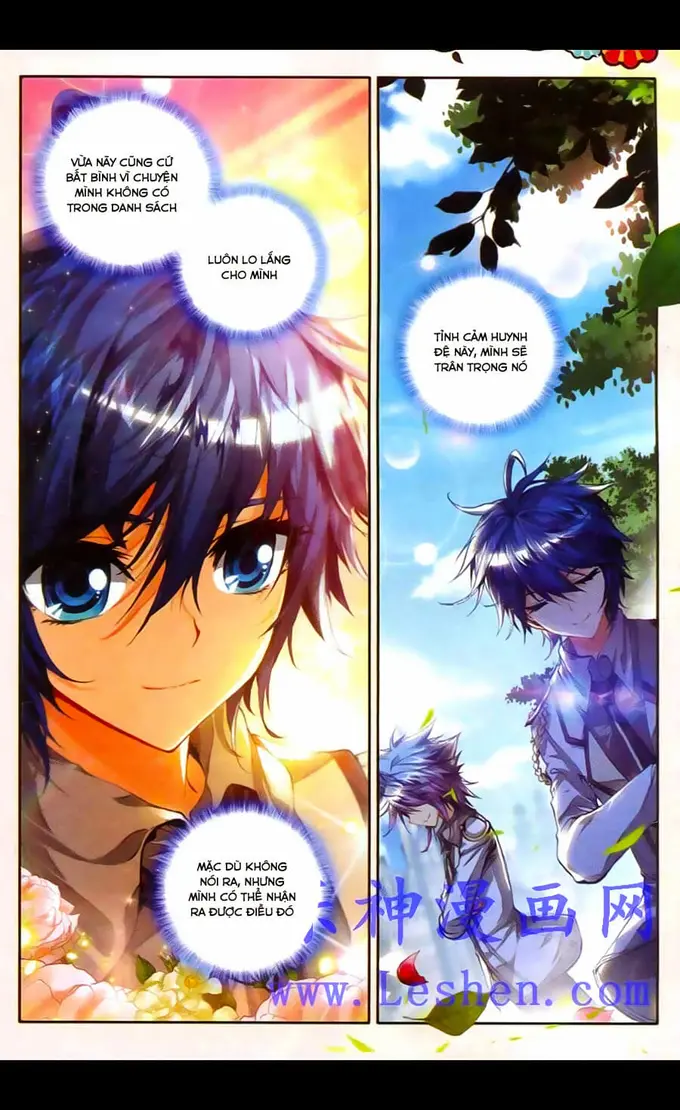 VỪA NÃY CŨNG CỨ
BẤT BÌNH VÌ CHUYỆN
MÌNH KHÔNG CÓ
TRONG DANH SÁCH
LUÔN LO LẮNG
CHO MÌNH
MẶC DÙ KHÔNG
NÓI RA, NHƯNG
MÌNH CÓ THỂ NHẬN
RA ĐƯỢC ĐIỀU ĐÓ
TÌNH CẢM HUYNH
ĐỆ NÀY, MÌNH SẼ
TRÂN TRỌNG NÓ
神漫画网
www.Leshen.com